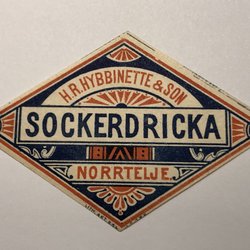 H.R. HYBBINETTE & SON
SOCKERDRICKA
NORRTELJE.